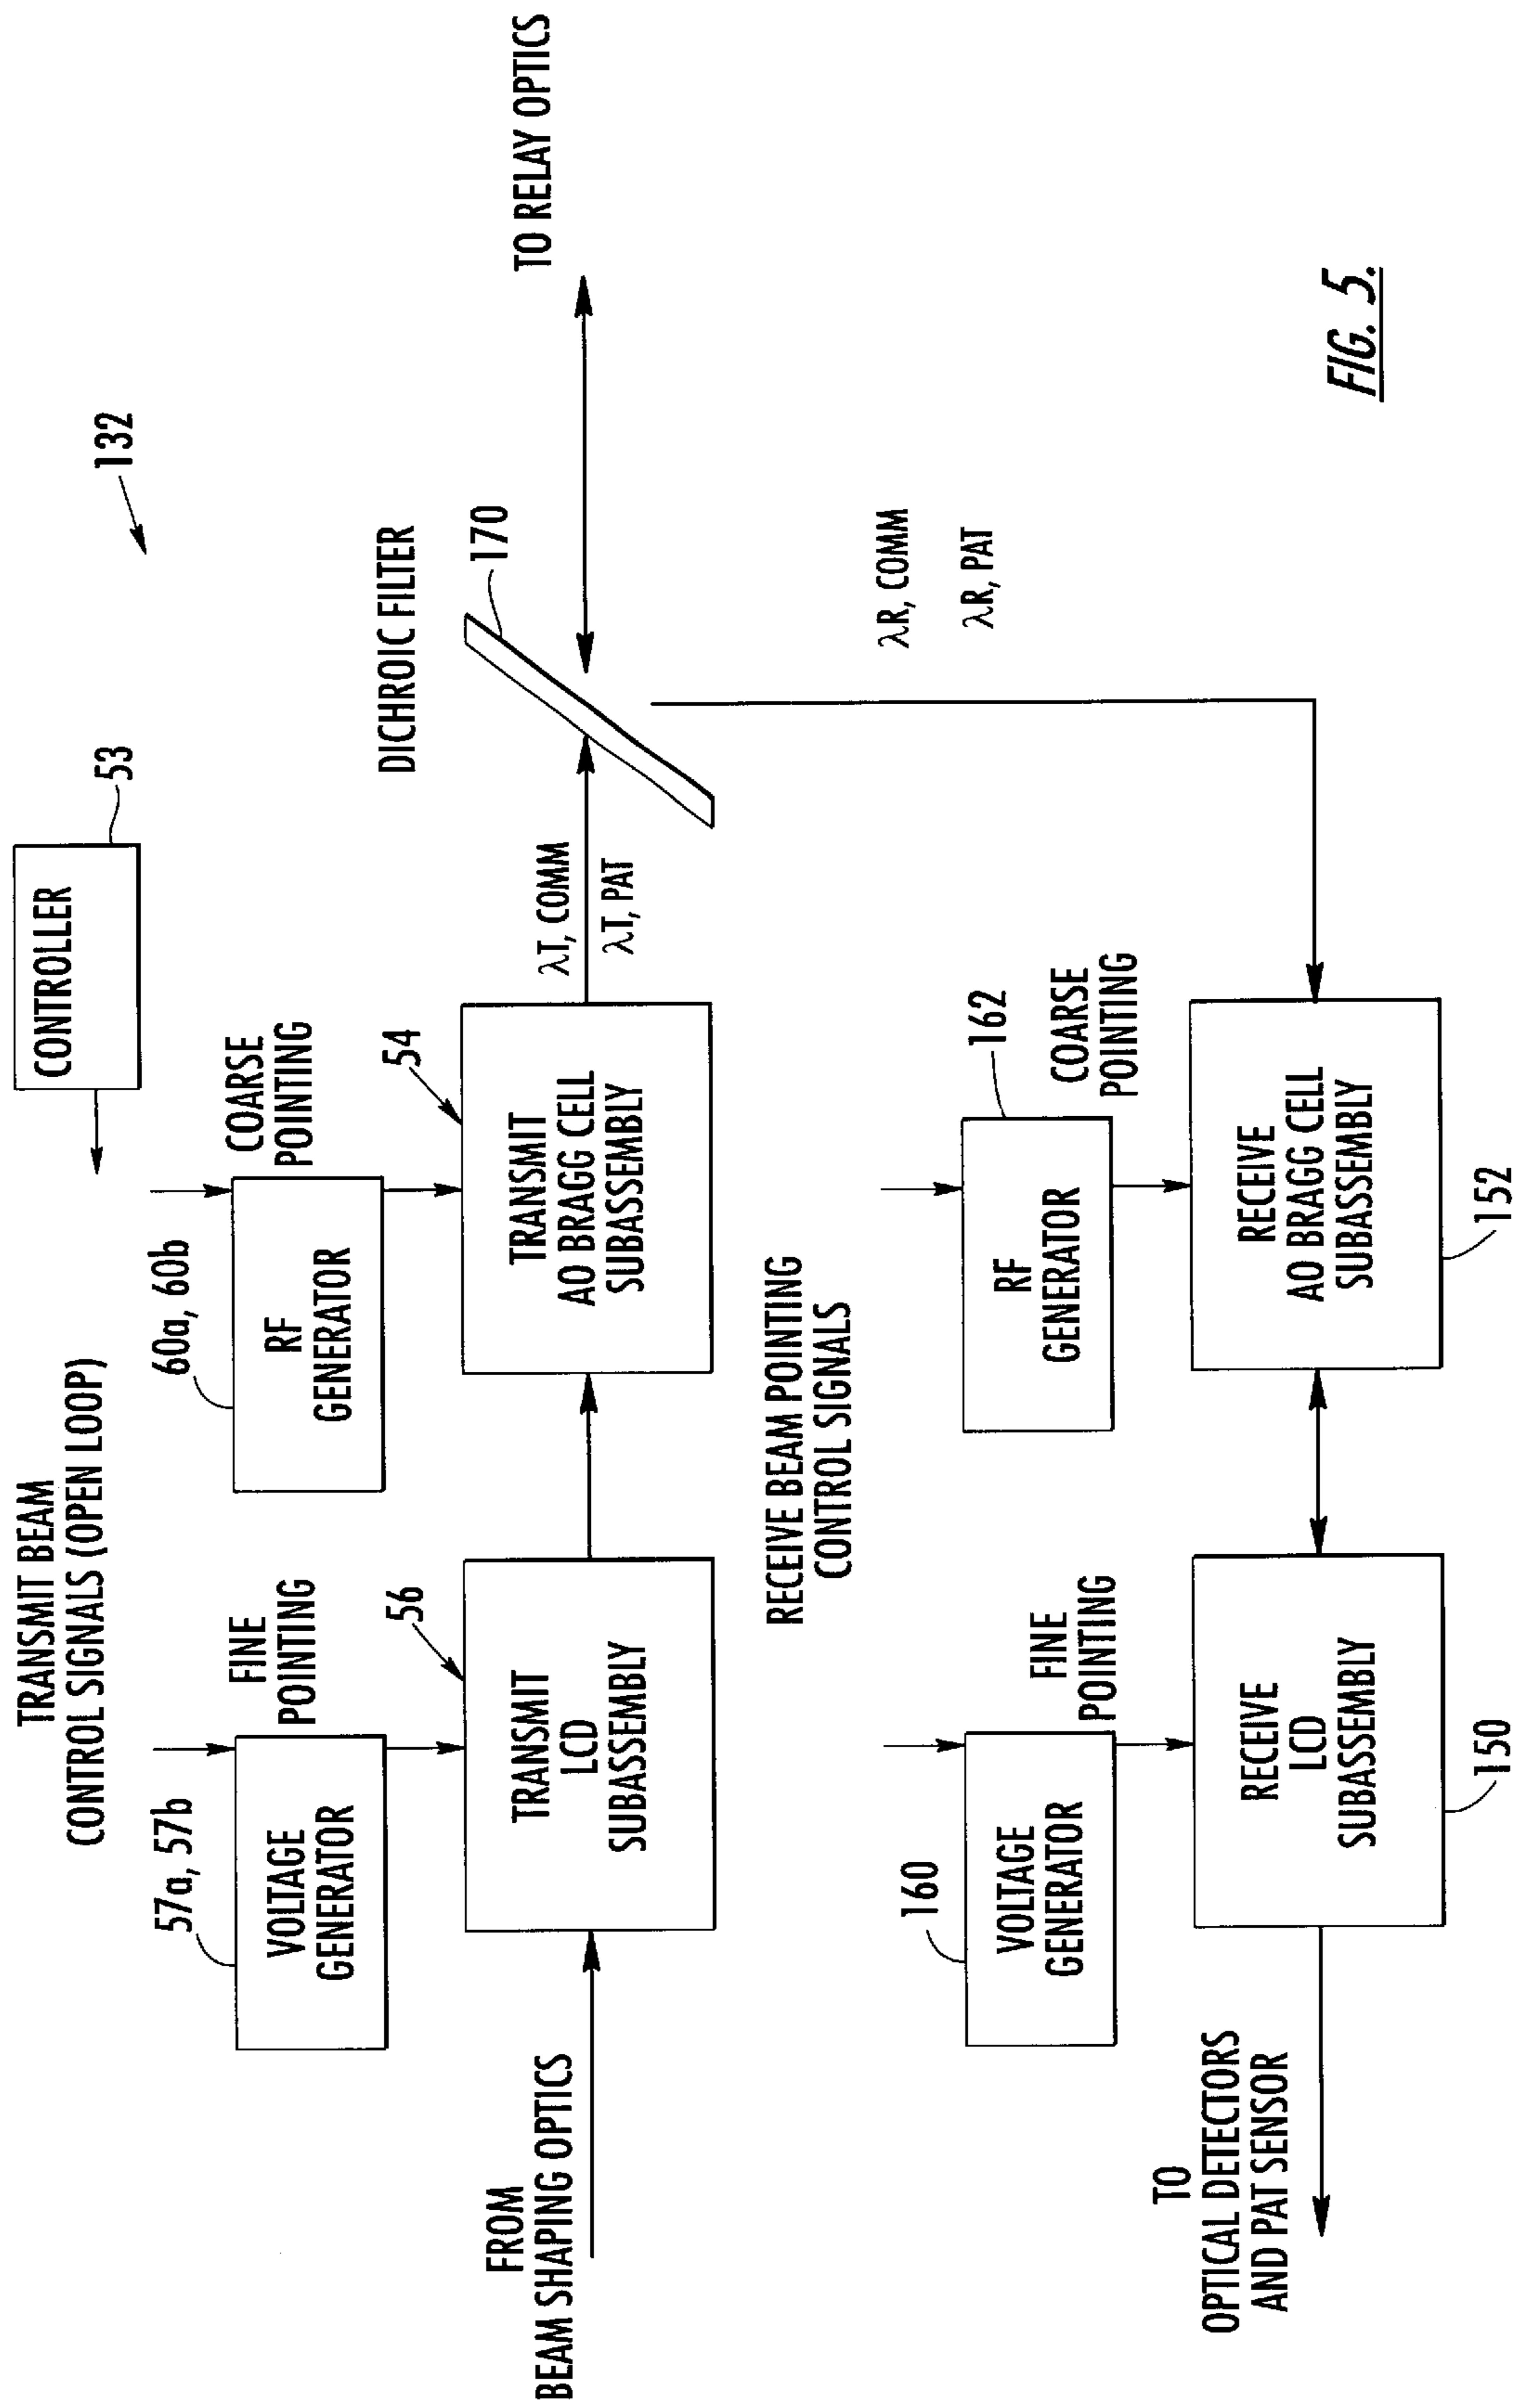 TRANSMIT BEAM
CONTROL SIGNALS (OPEN LOOP)
CONTROLLER
53
132
57a, 57b
VOLTAGE
GENERATOR
FINE
POINTING
60a, 60b
RF
GENERATOR
COARSE
POINTING
FROM
BEAM SHAPING OPTICS
56
TRANSMIT
LCD
SUBASSEMBLY
54
TRANSMIT
AO BRAGG CELL
SUBASSEMBLY
λT, COMM
λT, PAT
DICHROIC FILTER
170
TO RELAY OPTICS
RECEIVE BEAM POINTING
CONTROL SIGNALS
λR, COMM
λR, PAT
160
VOLTAGE
GENERATOR
FINE
POINTING
162
RF
GENERATOR
COARSE
POINTING
TO
OPTICAL DETECTORS
AND PAT SENSOR
RECEIVE
LCD
SUBASSEMBLY
150
RECEIVE
AO BRAGG CELL
SUBASSEMBLY
152
FIG. 5.